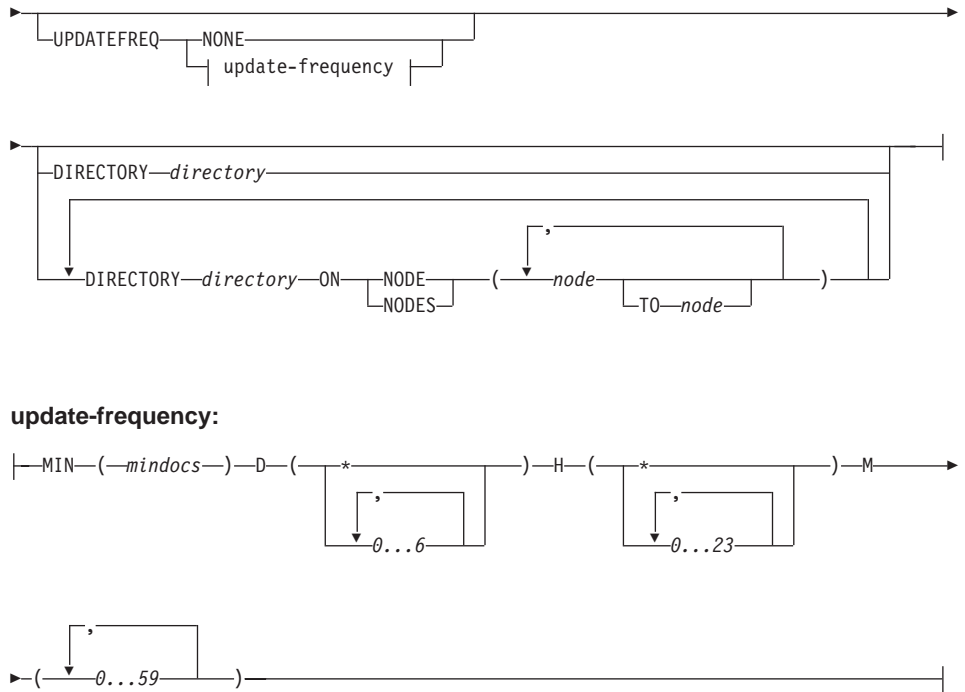 UPDATEFREQ NONE
update-frequency
DIRECTORY directory
,
DIRECTORY directory ON NODE ( node )
NODES TO node
update-frequency:
MIN ( mindocs ) D ( * ) H ( * ) M
, ,
0...6 0...23
,
( 0...59 )